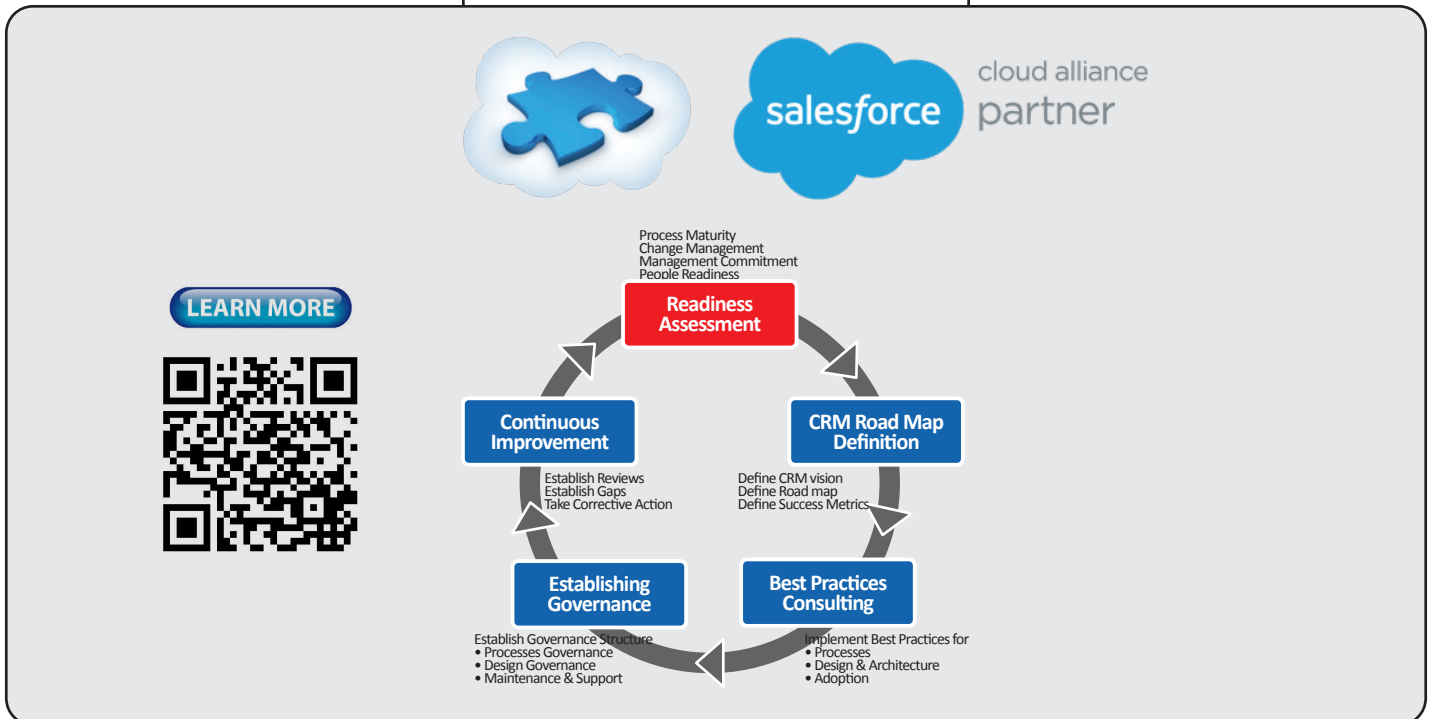 salesforce
cloud alliance
partner
Process Maturity
Change Management
Management Commitment
People Readiness
LEARN MORE
Readiness
Assessment
Continuous
Improvement
CRM Road Map
Definition
Establish Reviews
Establish Gaps
Take Corrective Action
Define CRM vision
Define Road map
Define Success Metrics
Establishing
Governance
Best Practices
Consulting
Establish Governance Structure
• Processes Governance
• Design Governance
• Maintenance & Support
Implement Best Practices for
• Processes
• Design & Architecture
• Adoption